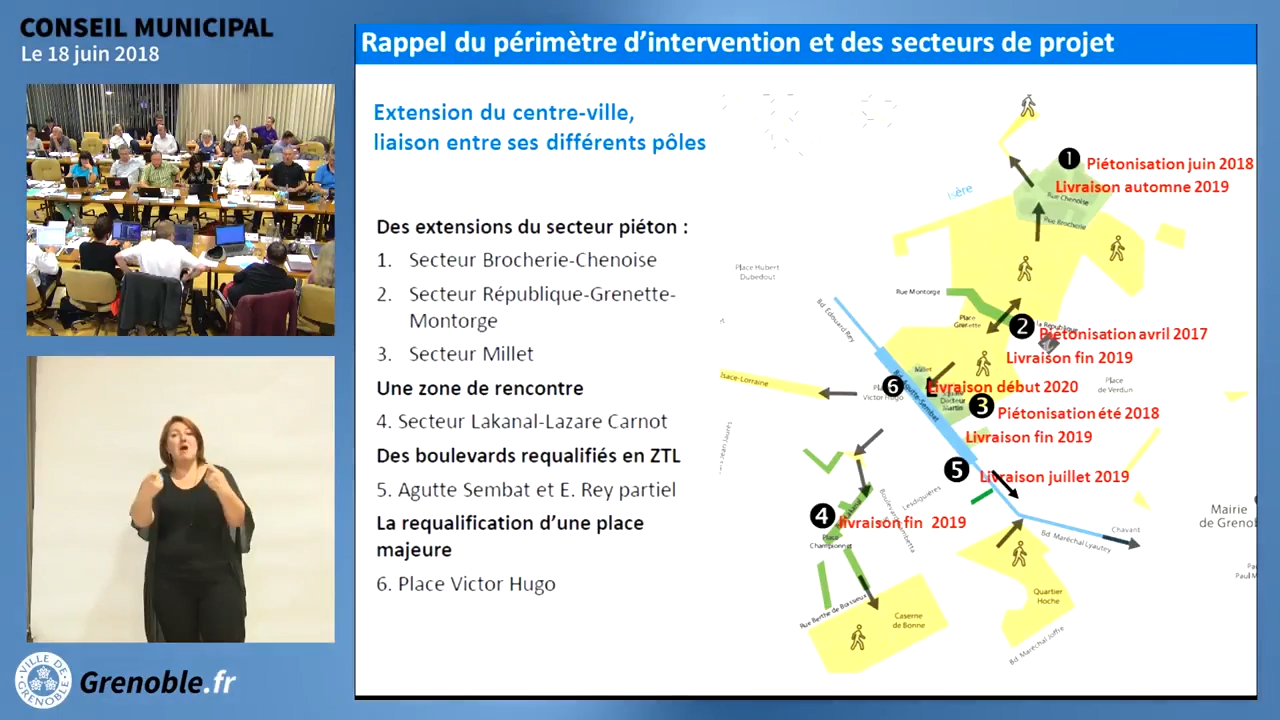 CONSEIL MUNICIPAL
Le 18 juin 2018
Rappel du périmètre d’intervention et des secteurs de projet
Extension du centre-ville,
liaison entre ses différents pôles
Des extensions du secteur piéton :
1. Secteur Brocherie-Chenoise
2. Secteur République-Grenette-
Montorge
3. Secteur Millet
Une zone de rencontre
4. Secteur Lakanal-Lazare Carnot
Des boulevards requalifiés en ZTL
5. Agutte Sembat et E. Rey partiel
La requalification d’une place
majeure
6. Place Victor Hugo
1 Piétonisation juin 2018
Livraison automne 2019
Isère
Rue Chenoise
Rue Brocherie
Place Hubert
Dubedout
Rue Montorge
Bd. Edouard Rey
Place
Grenette
2
la République
Piétonisation avril 2017
Livraison fin 2019
6
Livraison début 2020
Place
de Verdun
Victor Hugo
Docteur
Martin
3 Piétonisation été 2018
Livraison fin 2019
5 Livraison juillet 2019
Lesdiguières
4 livraison fin 2019
Place
Championnet
Chavant
Bd Maréchal Lyautey
Mairie
Rue Berthe de Boissieux
Quartier
Hoche
Caserne
de Bonne
Bd. Maréchal Joffre
VILLE DE
GRENOBLE
Grenoble.fr